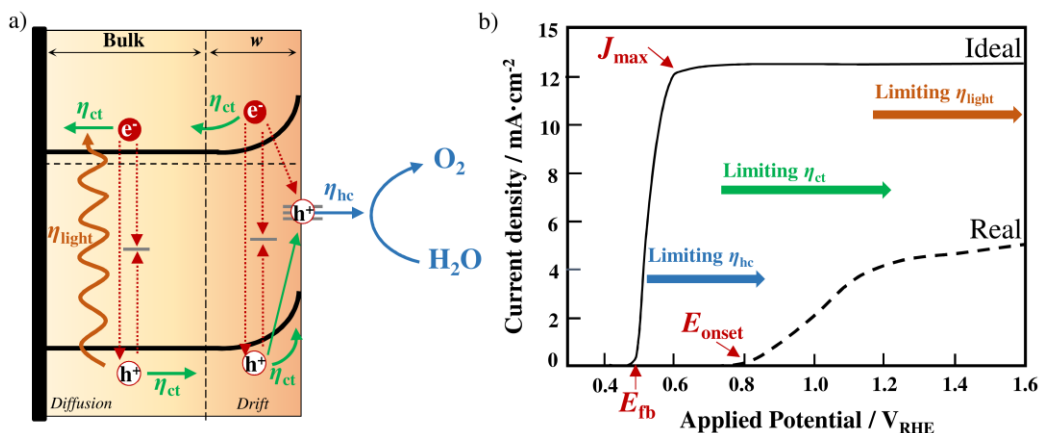 a)
Bulk
w
ηct
e-
ηct
e-
O2
ηhc
h+
ηlight
H2O
h+
ηct
h+
ηct
Diffusion
Drift
b)
Current density / mA·cm-2
15
12
10
8
6
4
2
0
Jmax
Ideal
Limiting ηlight
Limiting ηct
Real
Limiting ηhc
Eonset
0.4
0.6
0.8
1.0
1.2
1.4
1.6
Efb
Applied Potential / VRHE